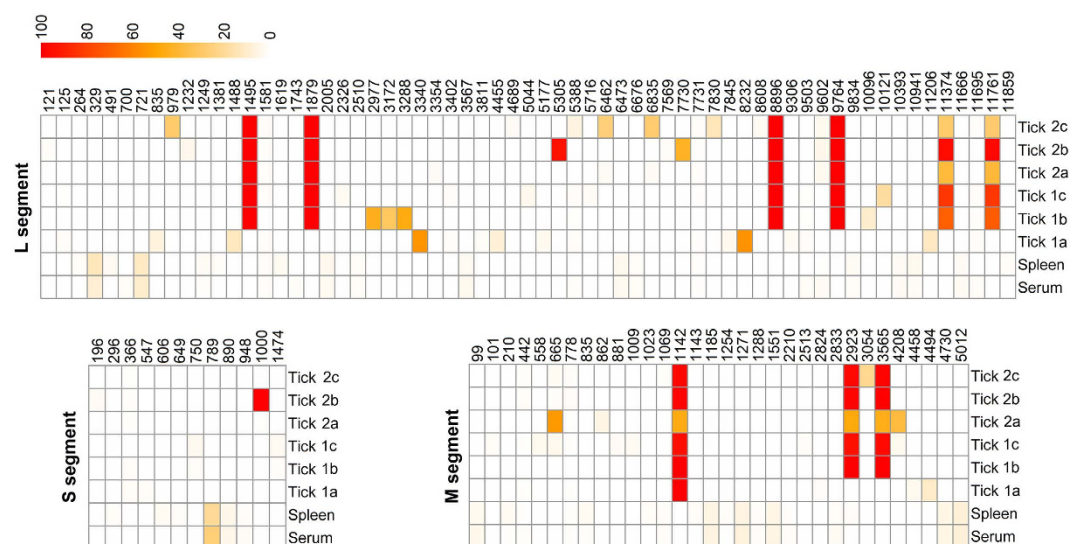 100 80 60 40 20 0
121 125 264 329 491 700 721 835 979 1232 1249 1381 1488 1495 1581 1619 1743 1879 2005 2326 2510 2977 3172 3288 3340 3354 3402 3567 3811 4455 4689 5044 5177 5305 5388 5716 6462 6473 6676 6835 7569 7730 7731 7830 7845 8232 8608 8896 9306 9503 9602 9764 9834 10096 10121 10393 10941 11206 11374 11666 11695 11761 11859
L segment
Tick 2c
Tick 2b
Tick 2a
Tick 1c
Tick 1b
Tick 1a
Spleen
Serum
196 296 366 547 606 649 750 789 890 948 1000 1474
S segment
Tick 2c
Tick 2b
Tick 2a
Tick 1c
Tick 1b
Tick 1a
Spleen
Serum
99 101 210 442 558 665 778 835 862 881 1009 1023 1069 1142 1143 1185 1254 1271 1288 1551 2210 2513 2824 2833 2923 3054 3565 4208 4458 4494 4730 5012
M segment
Tick 2c
Tick 2b
Tick 2a
Tick 1c
Tick 1b
Tick 1a
Spleen
Serum